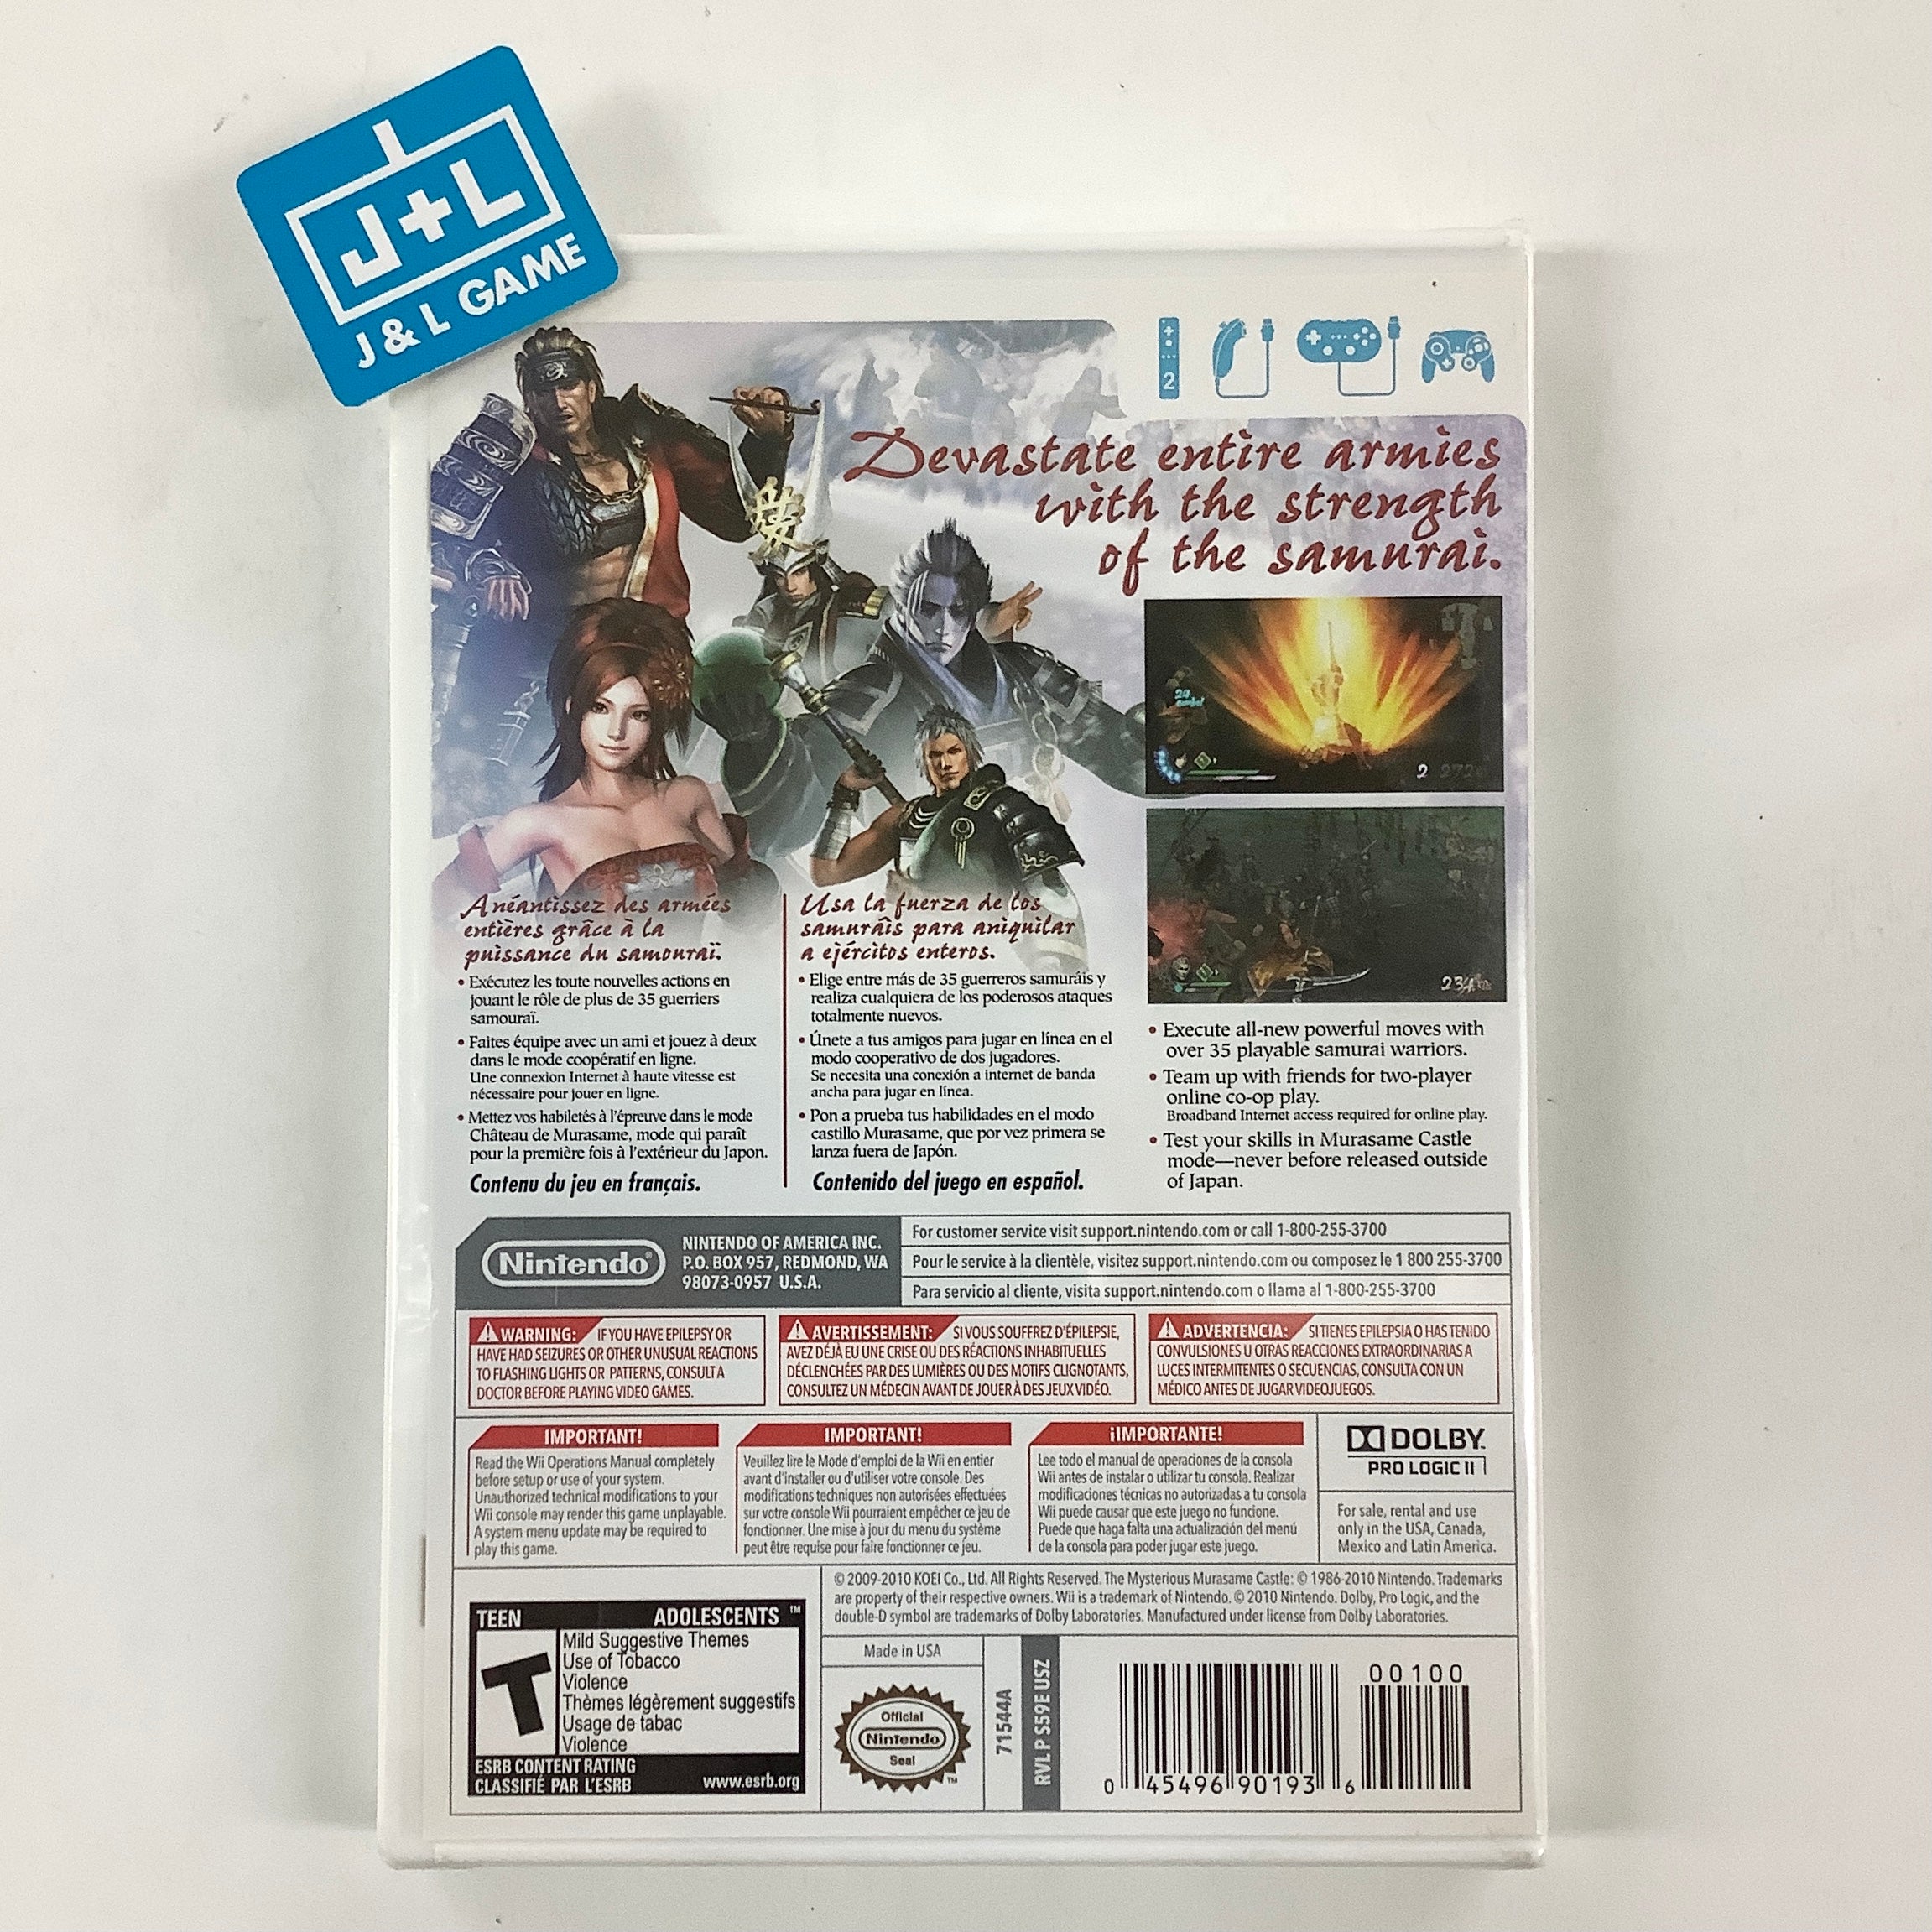 J+L
J & L GAME
2
Devastate entire armies
with the strength
of the samurai.
24
2 272
234
Anéantissez des armées
entières grâce à la
puissance du samouraï.
• Exécutez les toute nouvelles actions en
jouant le rôle de plus de 35 guerriers
samouraï.
• Faites équipe avec un ami et jouez à deux
dans le mode coopératif en ligne.
Une connexion Internet à haute vitesse est
nécessaire pour jouer en ligne.
• Mettez vos habiletés à l'épreuve dans le mode
Château de Murasame, mode qui paraît
pour la première fois à l'extérieur du Japon.
Contenu du jeu en français.
Usa la fuerza de los
samuráis para aniquilar
a ejércitos enteros.
• Elige entre más de 35 guerreros samuráis y
realiza cualquiera de los poderosos ataques
totalmente nuevos.
• Únete a tus amigos para jugar en línea en el
modo cooperativo de dos jugadores.
Se necesita una conexión a internet de banda
ancha para jugar en línea.
• Pon a prueba tus habilidades en el modo
castillo Murasame, que por vez primera se
lanza fuera de Japón.
Contenido del juego en español.
• Execute all-new powerful moves with
over 35 playable samurai warriors.
• Team up with friends for two-player
online co-op play.
Broadband Internet access required for online play.
• Test your skills in Murasame Castle
mode—never before released outside
of Japan.
Nintendo®
NINTENDO OF AMERICA INC.
P.O. BOX 957, REDMOND, WA
98073-0957 U.S.A.
For customer service visit support.nintendo.com or call 1-800-255-3700
Pour le service à la clientèle, visitez support.nintendo.com ou composez le 1 800 255-3700
Para servicio al cliente, visita support.nintendo.com o llama al 1-800-255-3700
WARNING: IF YOU HAVE EPILEPSY OR
HAVE HAD SEIZURES OR OTHER UNUSUAL REACTIONS
TO FLASHING LIGHTS OR PATTERNS, CONSULT A
DOCTOR BEFORE PLAYING VIDEO GAMES.
AVERTISSEMENT: SI VOUS SOUFFREZ D'ÉPILEPSIE,
AVEZ DÉJÀ EU UNE CRISE OU DES RÉACTIONS INHABITUELLES
DÉCLENCHÉES PAR DES LUMIÈRES OU DES MOTIFS CLIGNOTANTS,
CONSULTEZ UN MÉDECIN AVANT DE JOUER À DES JEUX VIDÉO.
ADVERTENCIA: SI TIENES EPILEPSIA O HAS TENIDO
CONVULSIONES U OTRAS REACCIONES EXTRAORDINARIAS A
LUCES INTERMITENTES O SECUENCIAS, CONSULTA CON UN
MÉDICO ANTES DE JUGAR VIDEOJUEGOS.
IMPORTANT!
Read the Wii Operations Manual completely
before setup or use of your system.
Unauthorized technical modifications to your
Wii console may render this game unplayable.
A system menu update may be required to
play this game.
IMPORTANT!
Veuillez lire le Mode d'emploi de la Wii en entier
avant d'installer ou d'utiliser votre console. Des
modifications techniques non autorisées effectuées
sur votre console Wii pourraient empêcher ce jeu de
fonctionner. Une mise à jour du menu du système
peut être requise pour faire fonctionner ce jeu.
¡IMPORTANTE!
Lee todo el manual de operaciones de la consola
Wii antes de instalar o utilizar tu consola. Realizar
modificaciones técnicas no autorizadas a tu consola
Wii puede causar que este juego no funcione.
Puede que haga falta una actualización del menú
de la consola para poder jugar este juego.
DOLBY
PRO LOGIC II
For sale, rental and use
only in the USA, Canada,
Mexico and Latin America.
TEEN ADOLESCENTS ™
T
Mild Suggestive Themes
Use of Tobacco
Violence
Thèmes légèrement suggestifs
Usage de tabac
Violence
ESRB CONTENT RATING
CLASSIFIÉ PAR L'ESRB www.esrb.org
© 2009-2010 KOEI Co., Ltd. All Rights Reserved. The Mysterious Murasame Castle: © 1986-2010 Nintendo. Trademarks
are property of their respective owners. Wii is a trademark of Nintendo. © 2010 Nintendo. Dolby, Pro Logic, and the
double-D symbol are trademarks of Dolby Laboratories. Manufactured under license from Dolby Laboratories.
Made in USA
Official
Nintendo
Seal
™
71544A
RVL P S59E USZ
00100
0 45496 90193 6